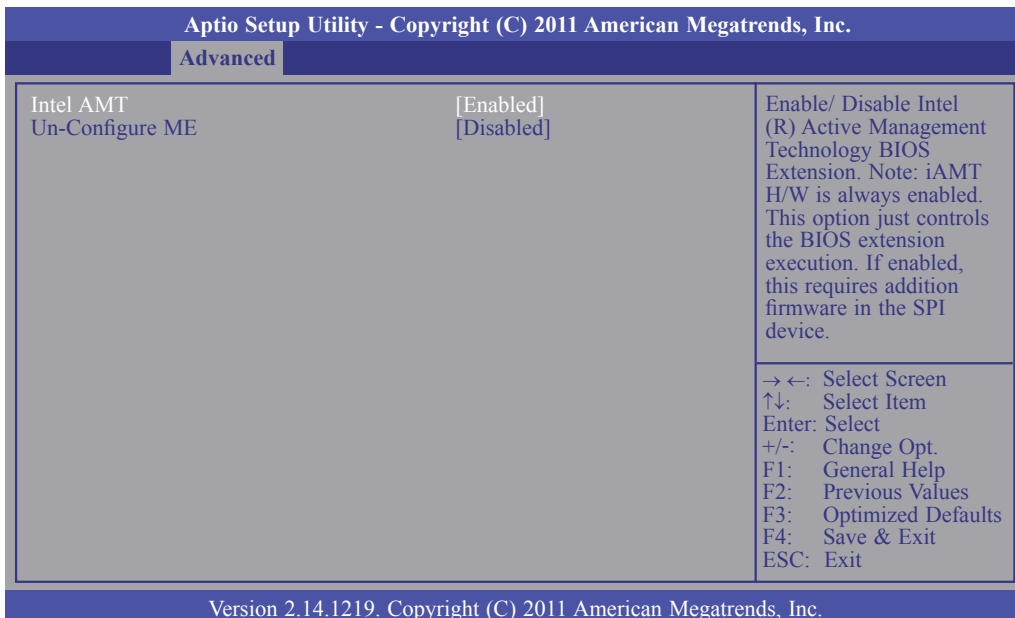 Aptio Setup Utility - Copyright (C) 2011 American Megatrends, Inc.
Advanced
Intel AMT [Enabled]
Un-Configure ME [Disabled]
Enable/ Disable Intel
(R) Active Management
Technology BIOS
Extension. Note: iAMT
H/W is always enabled.
This option just controls
the BIOS extension
execution. If enabled,
this requires addition
firmware in the SPI
device.
→ ←: Select Screen
↑↓: Select Item
Enter: Select
+/-: Change Opt.
F1: General Help
F2: Previous Values
F3: Optimized Defaults
F4: Save & Exit
ESC: Exit
Version 2.14.1219. Copyright (C) 2011 American Megatrends, Inc.